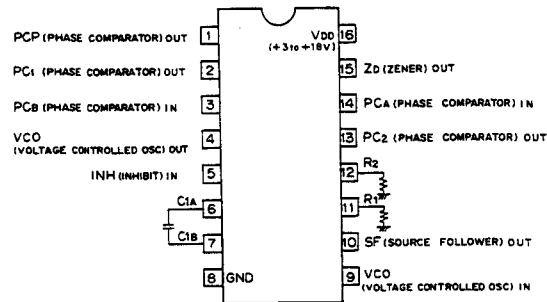 PCP (PHASE COMPARATOR) OUT 1
PC1 (PHASE COMPARATOR) OUT 2
PCB (PHASE COMPARATOR) IN 3
VCO
(VOLTAGE CONTROLLED OSC) OUT 4
INH (INHIBIT) IN 5
C1A 6
C1B 7
8 GND
VDD 16
(+3 to +18V)
15 ZD (ZENER) OUT
14 PCA (PHASE COMPARATOR) IN
13 PC2 (PHASE COMPARATOR) OUT
12 R2
11 R1
10 SF (SOURCE FOLLOWER) OUT
9 VCO
(VOLTAGE CONTROLLED OSC) IN